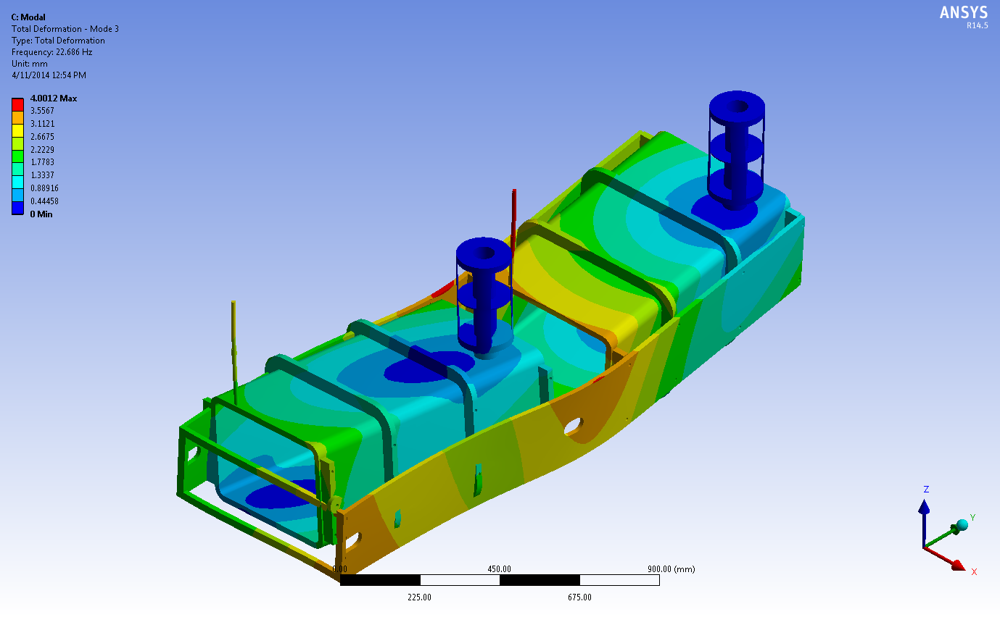 C: Modal
Total Deformation - Mode 3
Type: Total Deformation
Frequency: 22.686 Hz
Unit: mm
4/11/2014 12:54 PM
ANSYS
R14.5
4.0012 Max
3.5567
3.1121
2.6675
2.2229
1.7783
1.3337
0.88916
0.44458
0 Min
Z
Y
X
0.00
450.00
900.00 (mm)
225.00
675.00